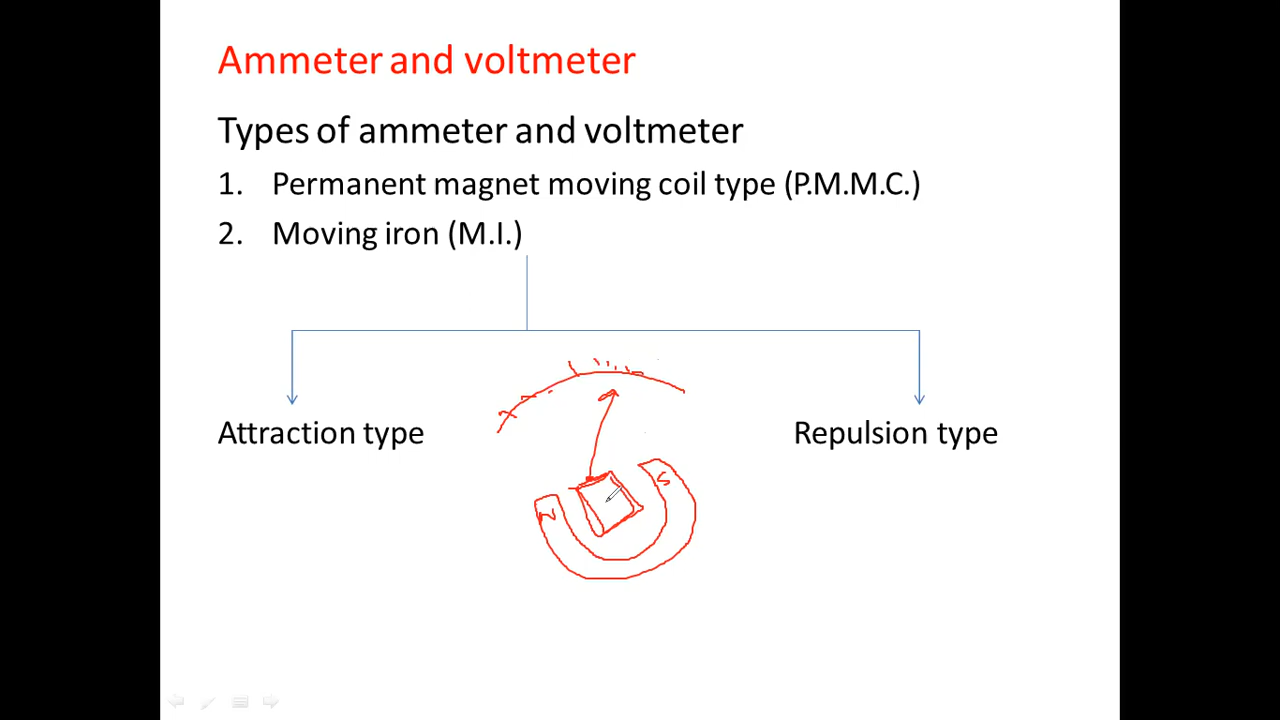 Ammeter and voltmeter
Types of ammeter and voltmeter
1. Permanent magnet moving coil type (P.M.M.C.)
2. Moving iron (M.I.)
Attraction type
Repulsion type
S
N